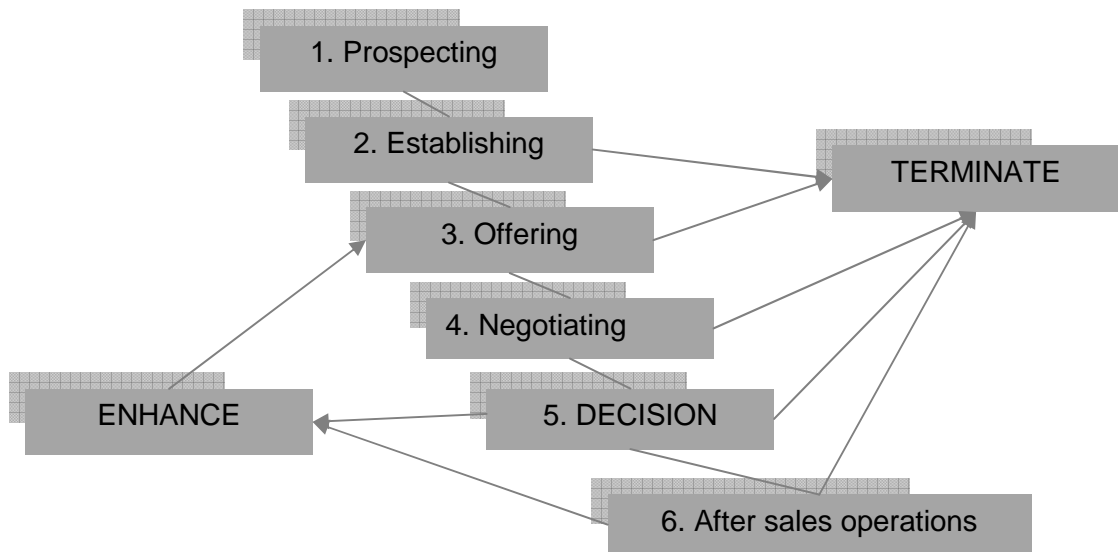 1. Prospecting
2. Establishing
TERMINATE
3. Offering
4. Negotiating
ENHANCE
5. DECISION
6. After sales operations